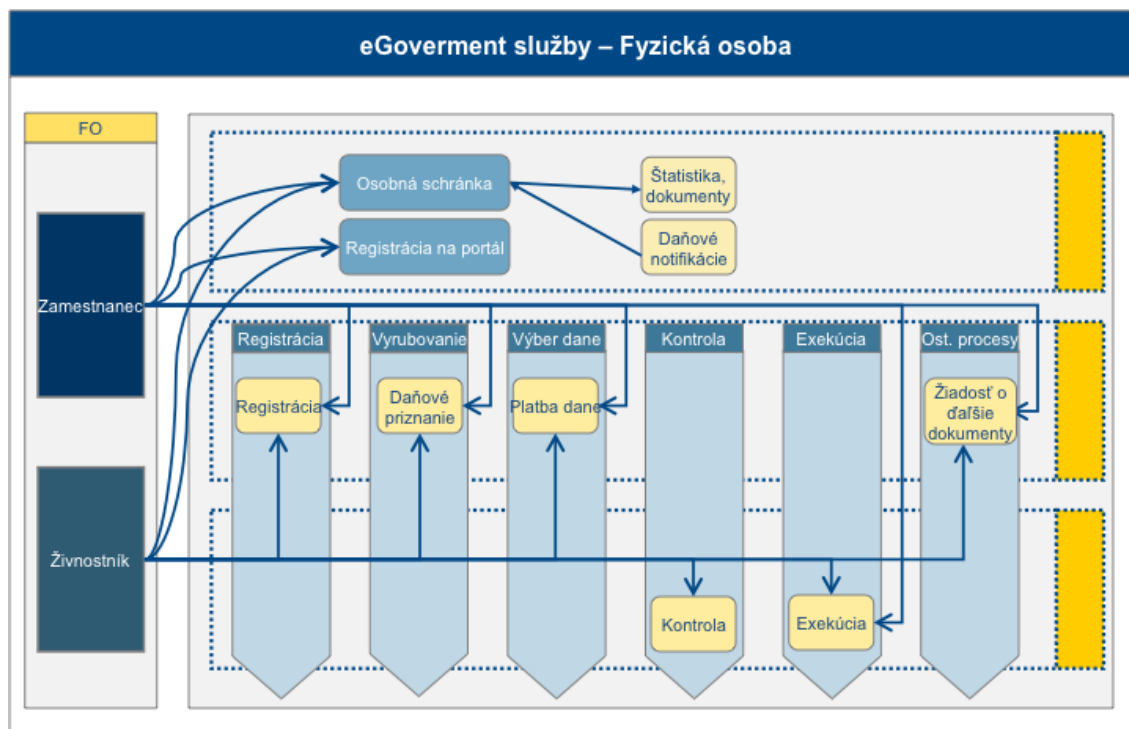 eGoverment služby – Fyzická osoba
FO
Osobná schránka
Štatistika,
dokumenty
Registrácia na portál
Daňové
notifikácie
Zamestnanec
Registrácia
Vyrubovanie
Výber dane
Kontrola
Exekúcia
Ost. procesy
Registrácia
Daňové
priznanie
Platba dane
Žiadosť o
ďaľšie
dokumenty
Živnostník
Kontrola
Exekúcia